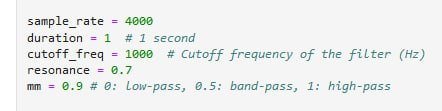 sample_rate = 4000
duration = 1  # 1 second
cutoff_freq = 1000  # Cutoff frequency of the filter (Hz)
resonance = 0.7
mm = 0.9 # 0: low-pass, 0.5: band-pass, 1: high-pass